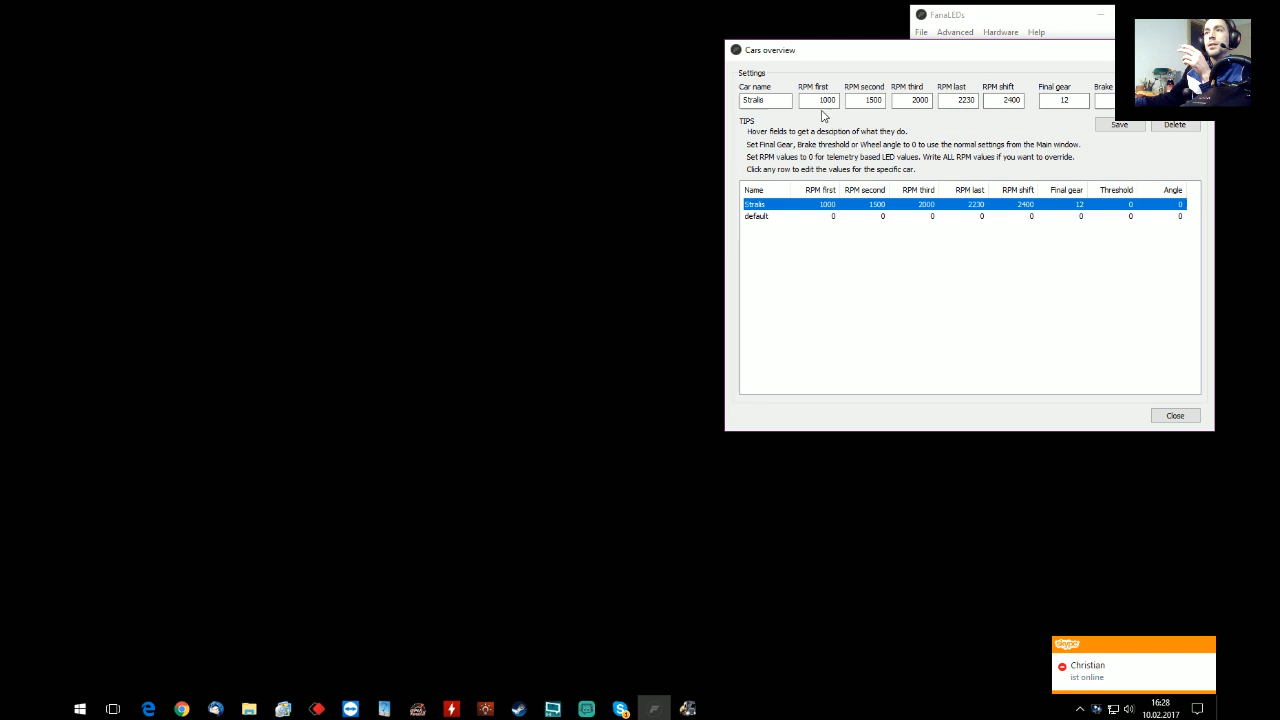 FanaLEDs
File Advanced Hardware Help
Cars overview
Settings
Car name RPM first RPM second RPM third RPM last RPM shift Final gear Brake
Stralis 1000 1500 2000 2230 2400 12
TIPS
Save Delete
Hover fields to get a desciption of what they do.
Set Final Gear, Brake threshold or Wheel angle to 0 to use the normal settings from the Main window.
Set RPM values to 0 for telemetry based LED values. Write ALL RPM values if you want to override.
Click any row to edit the values for the specific car.
Name RPM first RPM second RPM third RPM last RPM shift Final gear Threshold Angle
Stralis 1000 1500 2000 2230 2400 12 0 0
default 0 0 0 0 0 0 0 0
Close
skype
Christian
ist online
16:28
10.02.2017